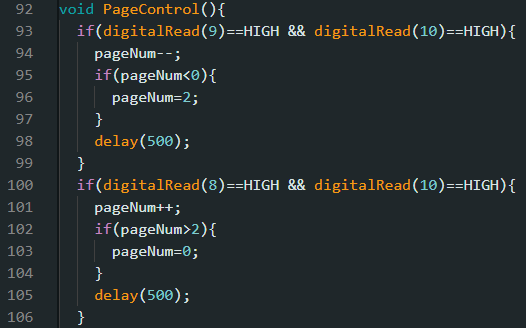 92 void PageControl(){
93 if(digitalRead(9)==HIGH && digitalRead(10)==HIGH){
94 pageNum--;
95 if(pageNum<0){
96 pageNum=2;
97 }
98 delay(500);
99 }
100 if(digitalRead(8)==HIGH && digitalRead(10)==HIGH){
101 pageNum++;
102 if(pageNum>2){
103 pageNum=0;
104 }
105 delay(500);
106 }